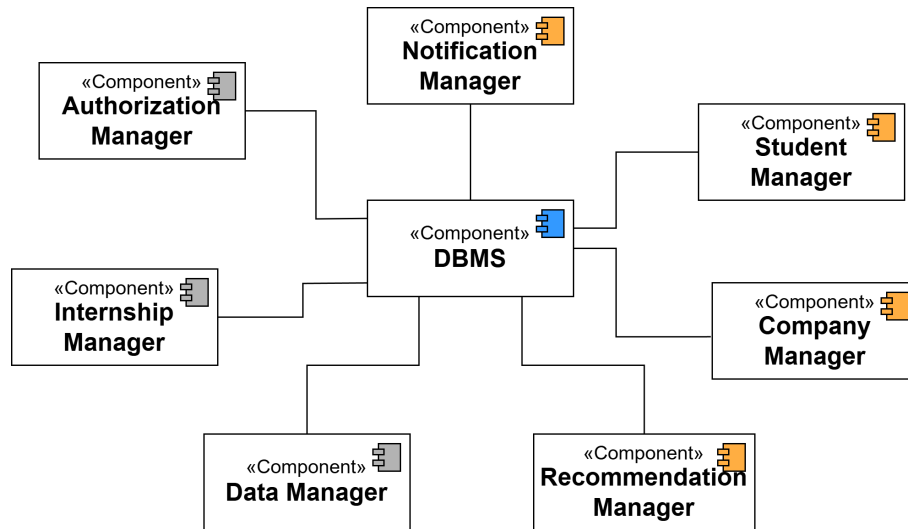 «Component»
Notification
Manager
«Component»
Authorization
Manager
«Component»
Student
Manager
«Component»
DBMS
«Component»
Internship
Manager
«Component»
Company
Manager
«Component»
Data Manager
«Component»
Recommendation
Manager